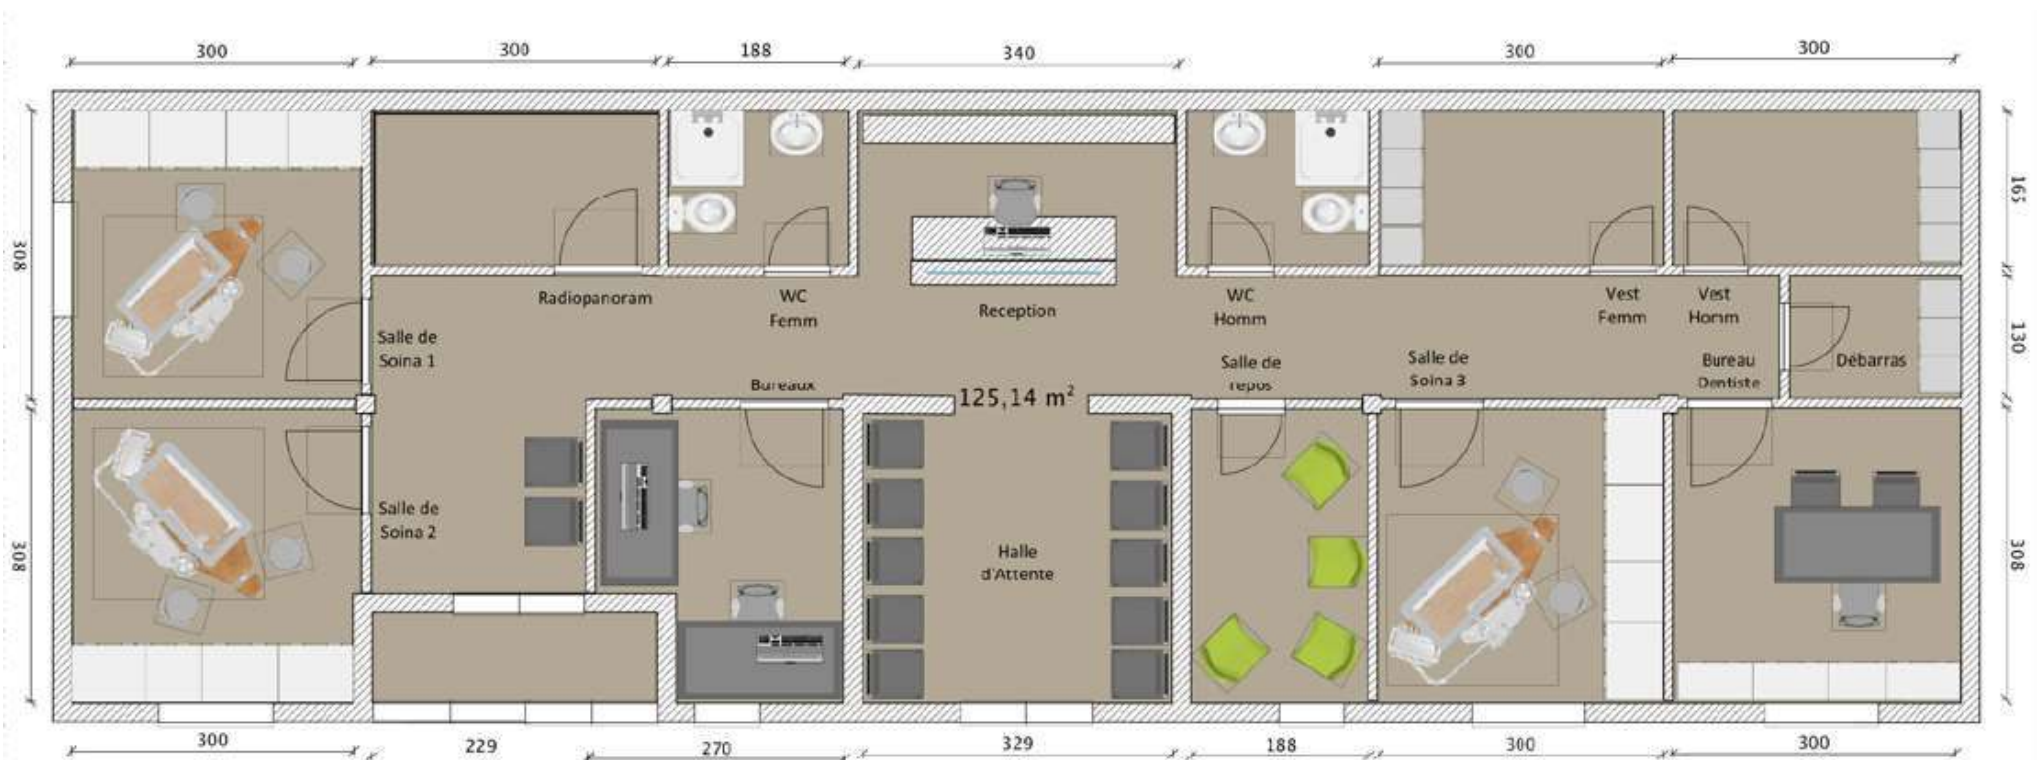 300
300
188
340
300
300
308
165
Radiopanoram
WC
Femm
Reception
WC
Homm
Vest
Femm
Vest
Homm
130
Salle de
Soina 1
Bureaux
125,14 m²
Salle de
repos
Salle de
Soina 3
Bureau
Dentiste
Debarras
308
Salle de
Soina 2
Halle
d'Attente
308
300
229
270
329
188
300
300